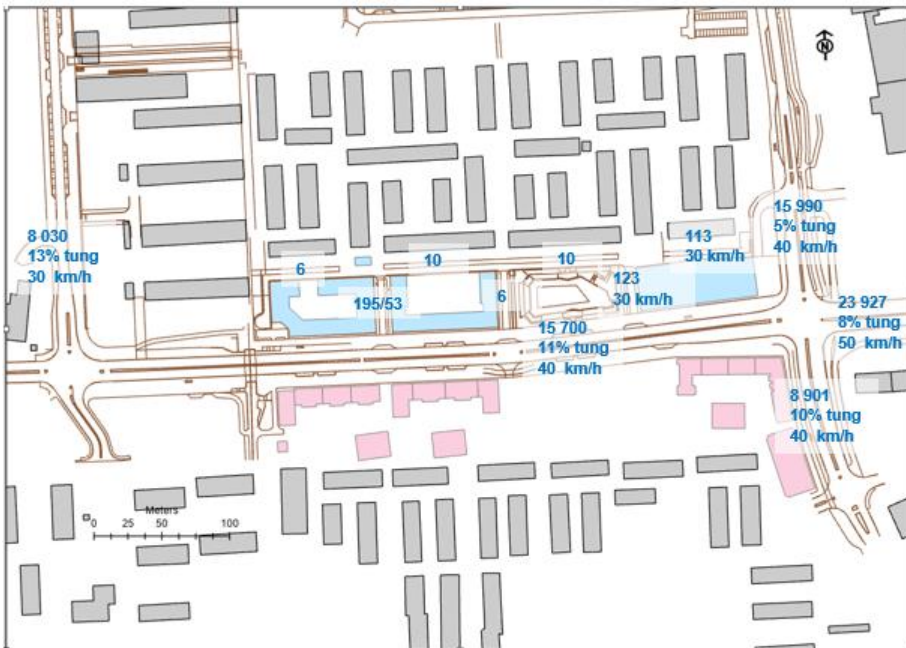 N
8 030
13% tung
30 km/h
15 990
5% tung
40 km/h
113
30 km/h
6
10
10
123
30 km/h
195/53
6
15 700
11% tung
40 km/h
23 927
8% tung
50 km/h
8 901
10% tung
40 km/h
Meters
0 25 50 100